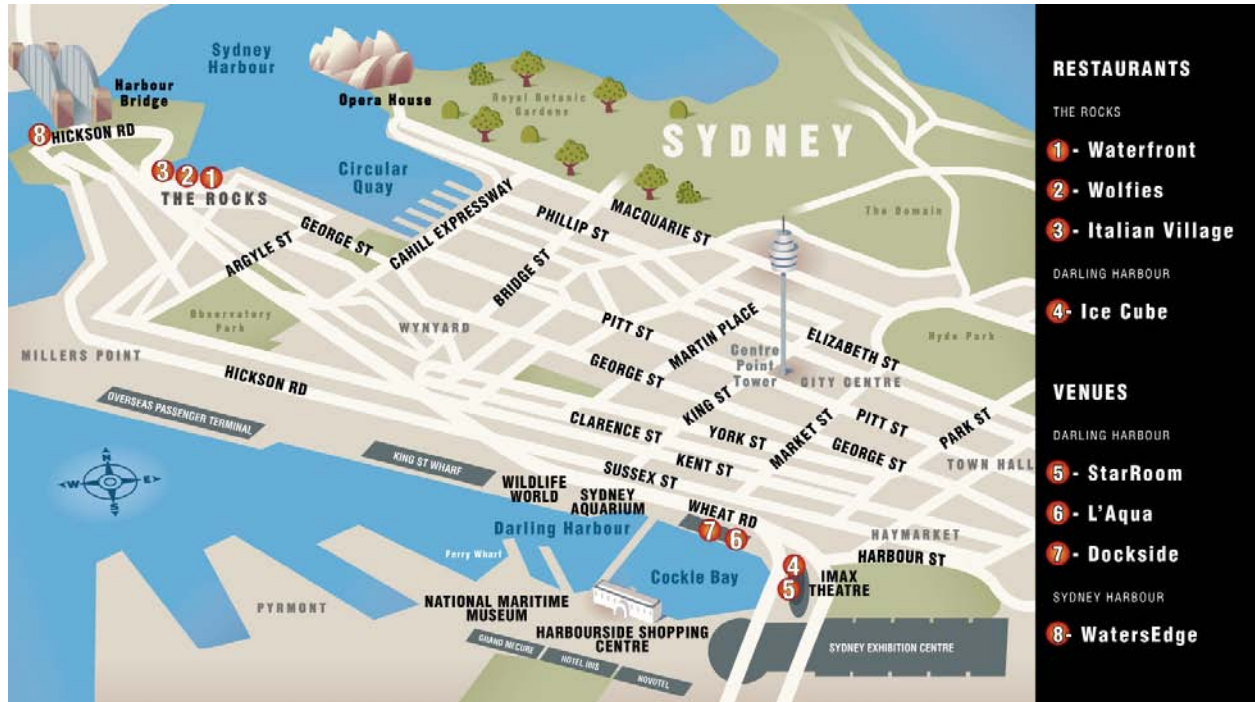 Sydney
Harbour
Harbour
Bridge
Opera House
Royal Botanic
Gardens
SYDNEY
8 HICKSON RD
3 2 1
THE ROCKS
Circular
Quay
ARGYLE ST
GEORGE ST
CAHILL EXPRESSWAY
BRIDGE ST
PHILLIP ST
MACQUARIE ST
The Domain
Observatory
Park
WYNYARD
MILLERS POINT
HICKSON RD
PITT ST
GEORGE ST
MARTIN PLACE
Centre
Point
Tower
ELIZABETH ST
Hyde Park
CITY CENTRE
KING ST
CLARENCE ST
YORK ST
MARKET ST
PITT ST
GEORGE ST
PARK ST
TOWN HALL
KENT ST
SUSSEX ST
OVERSEAS PASSENGER TERMINAL
KING ST WHARF
N
W E
S
WILDLIFE
WORLD
SYDNEY
AQUARIUM
WHEAT RD
7 6
Darling Harbour
Ferry Wharf
Cockle Bay
HAYMARKET
HARBOUR ST
4
5
IMAX
THEATRE
PYRMONT
NATIONAL MARITIME
MUSEUM
HARBOURSIDE SHOPPING
CENTRE
GRAND MECURE
HOTEL IBIS
NOVOTEL
SYDNEY EXHIBITION CENTRE
RESTAURANTS
THE ROCKS
1 - Waterfront
2 - Wolfies
3 - Italian Village
DARLING HARBOUR
4 - Ice Cube
VENUES
DARLING HARBOUR
5 - StarRoom
6 - L'Aqua
7 - Dockside
SYDNEY HARBOUR
8 - WatersEdge